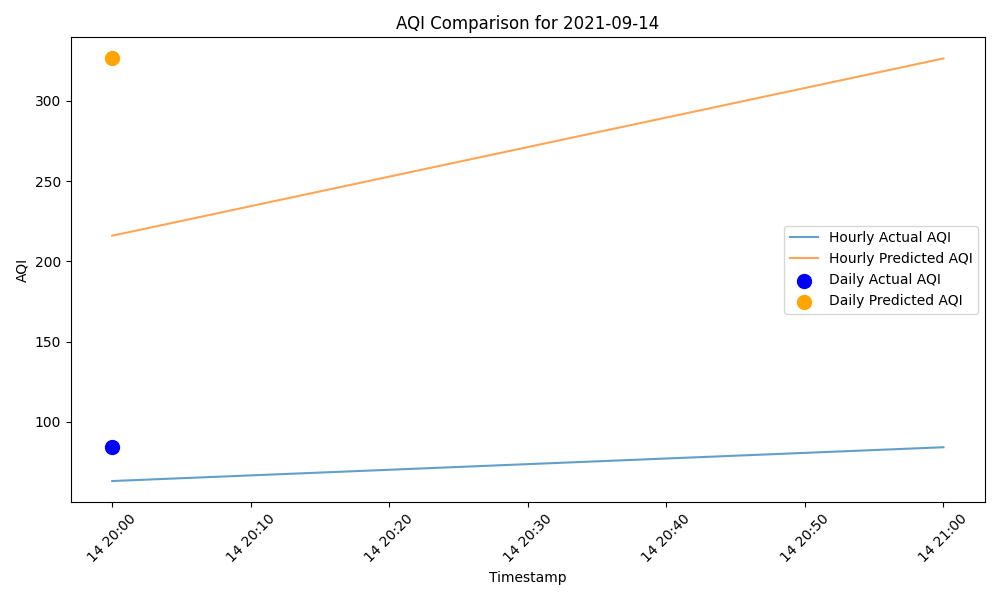 AQI Comparison for 2021-09-14
AQI
300
250
200
150
100
Hourly Actual AQI
Hourly Predicted AQI
Daily Actual AQI
Daily Predicted AQI
14 20:00
14 20:10
14 20:20
14 20:30
14 20:40
14 20:50
14 21:00
Timestamp